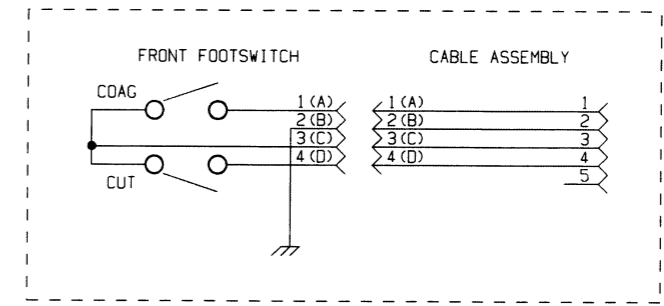 FRONT FOOTSWITCH
CABLE ASSEMBLY
COAG
1 (A)
2 (B)
3 (C)
4 (D)
CUT
1 (A)
2 (B)
3 (C)
4 (D)
1
2
3
4
5